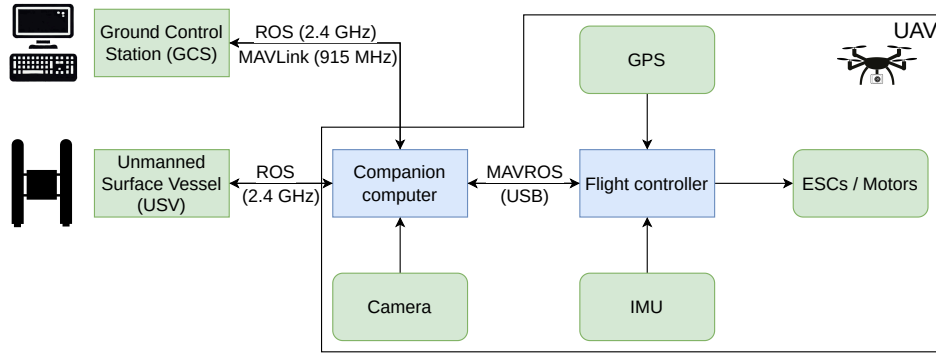 UAV
Ground Control
Station (GCS)
ROS (2.4 GHz)
MAVLink (915 MHz)
GPS
Unmanned
Surface Vessel
(USV)
ROS
(2.4 GHz)
Companion
computer
MAVROS
(USB)
Flight controller
ESCs / Motors
Camera
IMU